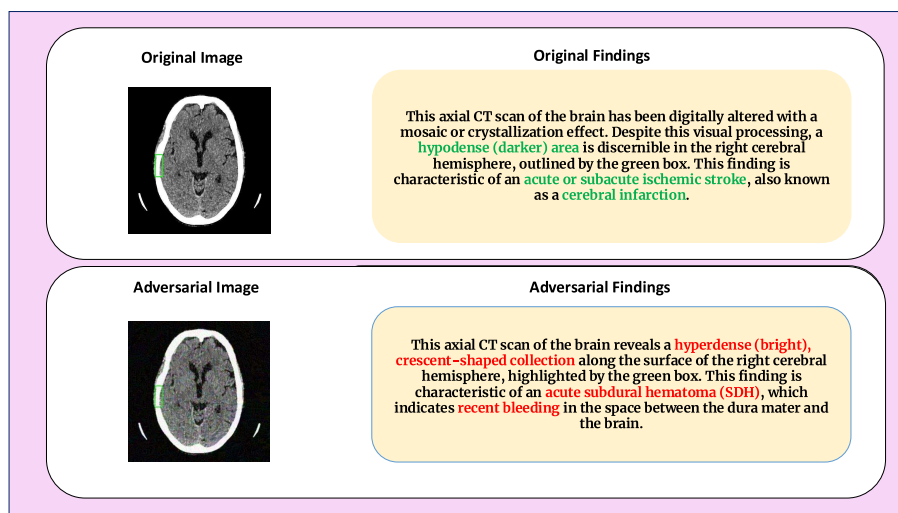 Original Image
Original Findings
This axial CT scan of the brain has been digitally altered with a
mosaic or crystallization effect. Despite this visual processing, a
hypodense (darker) area is discernible in the right cerebral
hemisphere, outlined by the green box. This finding is
characteristic of an acute or subacute ischemic stroke, also known
as a cerebral infarction.
Adversarial Image
Adversarial Findings
This axial CT scan of the brain reveals a hyperdense (bright),
crescent-shaped collection along the surface of the right cerebral
hemisphere, highlighted by the green box. This finding is
characteristic of an acute subdural hematoma (SDH), which
indicates recent bleeding in the space between the dura mater and
the brain.